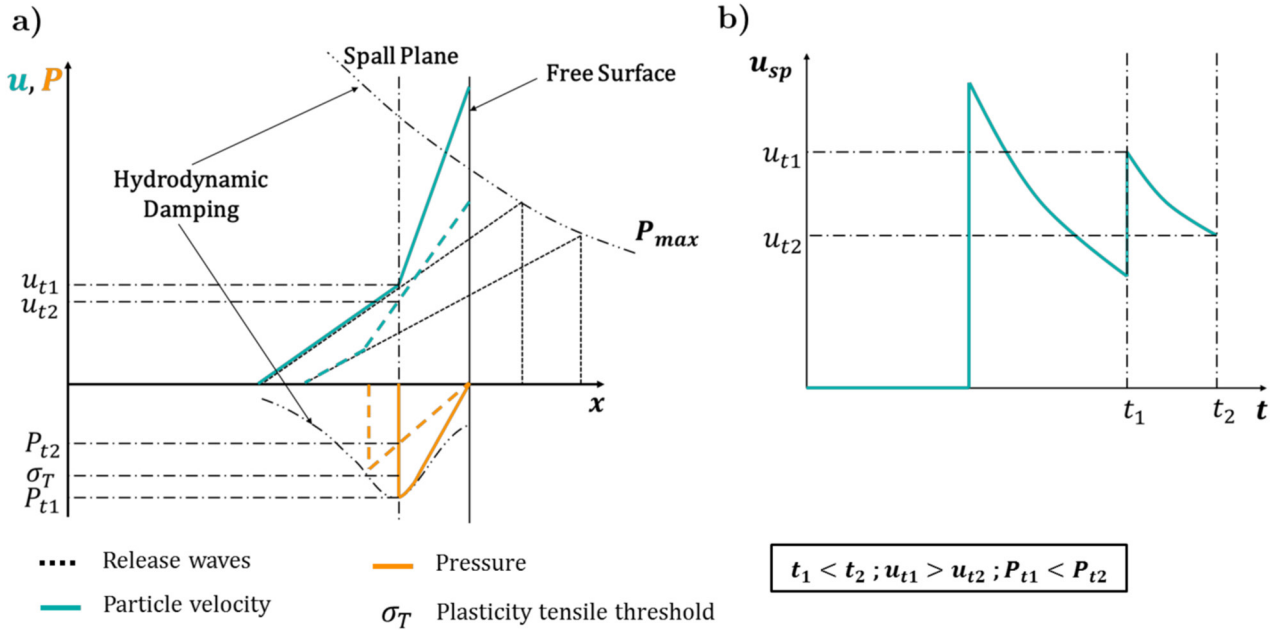 a)
b)
u, P
Spall Plane
Free Surface
Hydrodynamic
Damping
P_max
u_t1
u_t2
x
P_t2
σ_T
P_t1
u_sp
u_t1
u_t2
t_1
t_2
t
Release waves
Pressure
Particle velocity
σ_T Plasticity tensile threshold
t_1 < t_2 ; u_t1 > u_t2 ; P_t1 < P_t2